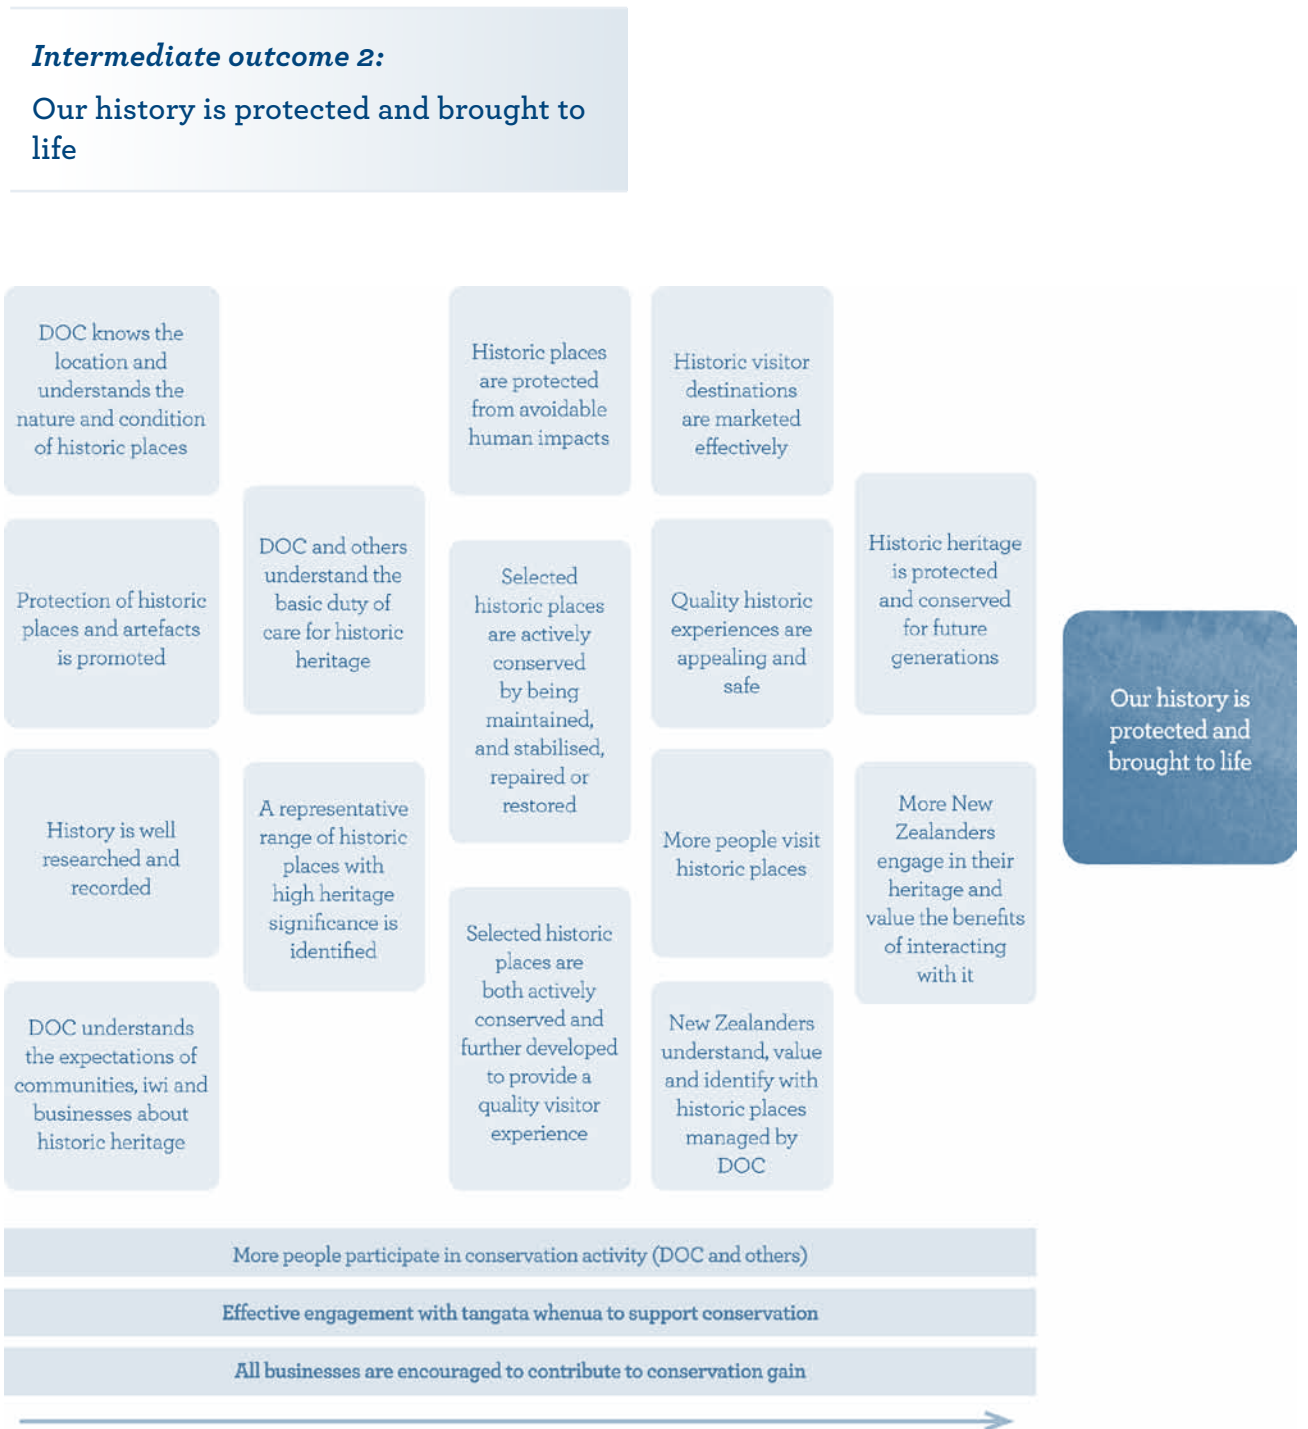 Intermediate outcome 2:
Our history is protected and brought to
life
DOC knows the
location and
understands the
nature and condition
of historic places
Protection of historic
places and artefacts
is promoted
History is well
researched and
recorded
DOC understands
the expectations of
communities, iwi and
businesses about
historic heritage
DOC and others
understand the
basic duty of
care for historic
heritage
A representative
range of historic
places with
high heritage
significance is
identified
Historic places
are protected
from avoidable
human impacts
Selected
historic places
are actively
conserved
by being
maintained,
and stabilised,
repaired or
restored
Selected historic
places are
both actively
conserved and
further developed
to provide a
quality visitor
experience
Historic visitor
destinations
are marketed
effectively
Quality historic
experiences are
appealing and
safe
More people visit
historic places
New Zealanders
understand, value
and identify with
historic places
managed by
DOC
Historic heritage
is protected
and conserved
for future
generations
More New
Zealanders
engage in their
heritage and
value the benefits
of interacting
with it
Our history is
protected and
brought to life
More people participate in conservation activity (DOC and others)
Effective engagement with tangata whenua to support conservation
All businesses are encouraged to contribute to conservation gain